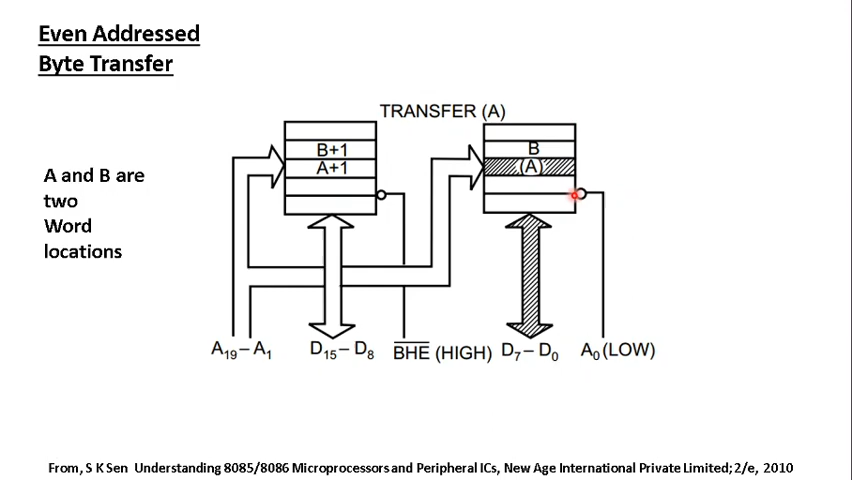 Even Addressed
Byte Transfer
TRANSFER (A)
B+1
A+1
B
(A)
A and B are
two
Word
locations
A19 – A1
D15 – D8
B̅H̅E̅ (HIGH)
D7 – D0
A0 (LOW)
From, S K Sen Understanding 8085/8086 Microprocessors and Peripheral ICs, New Age International Private Limited; 2/e, 2010